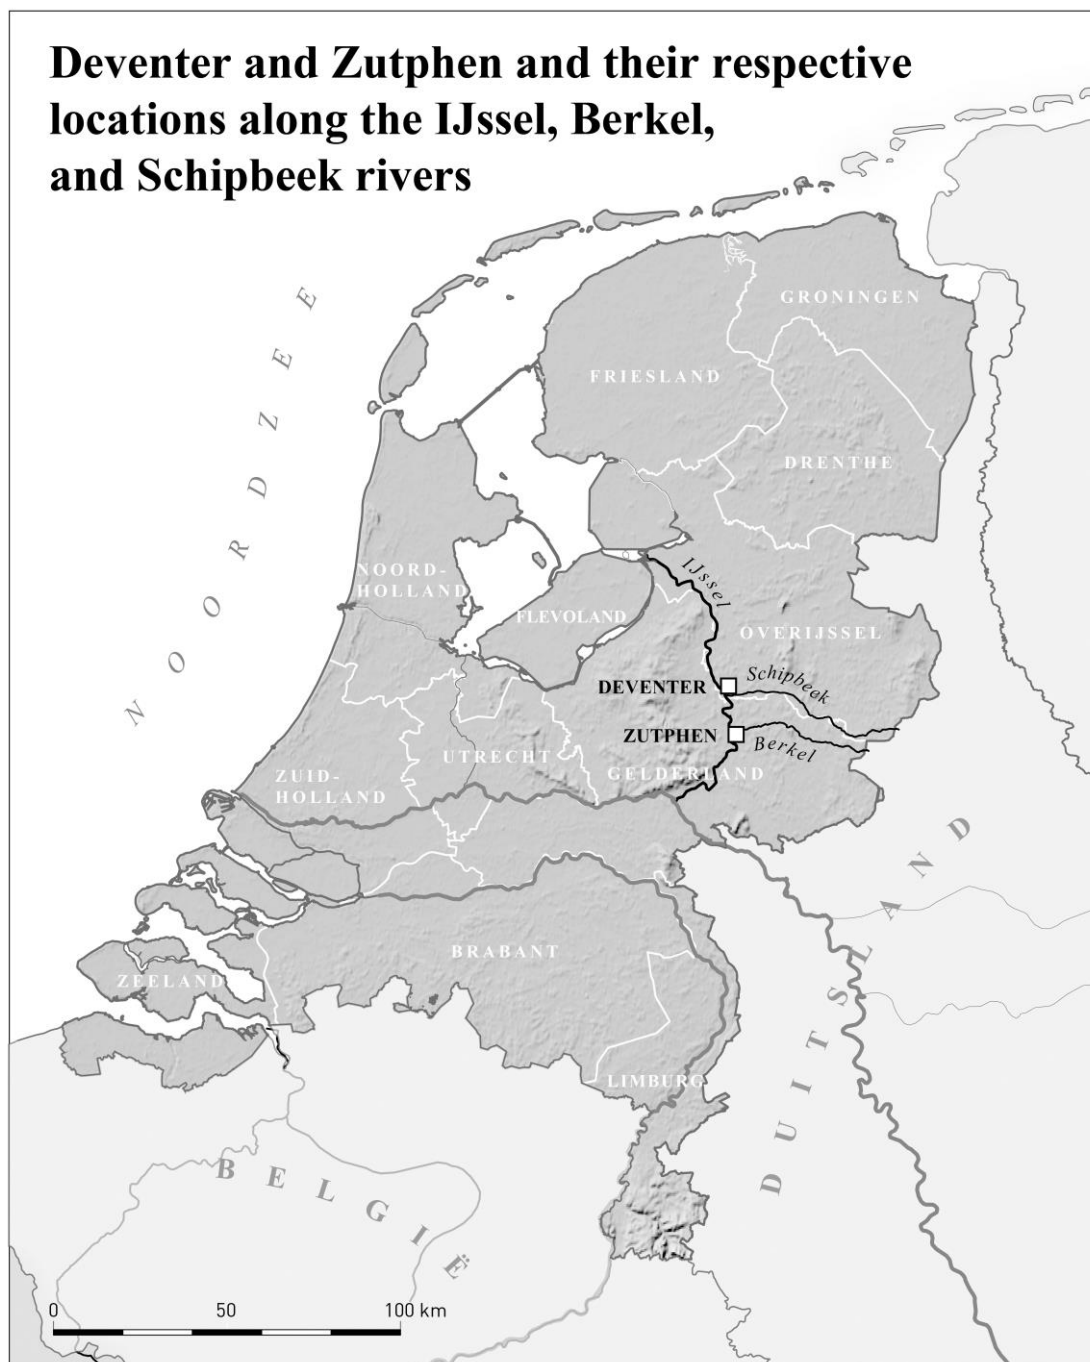 Deventer and Zutphen and their respective
locations along the IJssel, Berkel,
and Schipbeek rivers
NOORDZEE
GRONINGEN
FRIESLAND
DRENTHE
IJssel
NOORD-
HOLLAND
FLEVOLAND
OVERIJSSEL
DEVENTER
Schipbeek
ZUTPHEN
Berkel
UTRECHT
GELDERLAND
ZUID-
HOLLAND
DUITSLAND
BRABANT
ZEELAND
LIMBURG
BELGIË
0 50 100 km